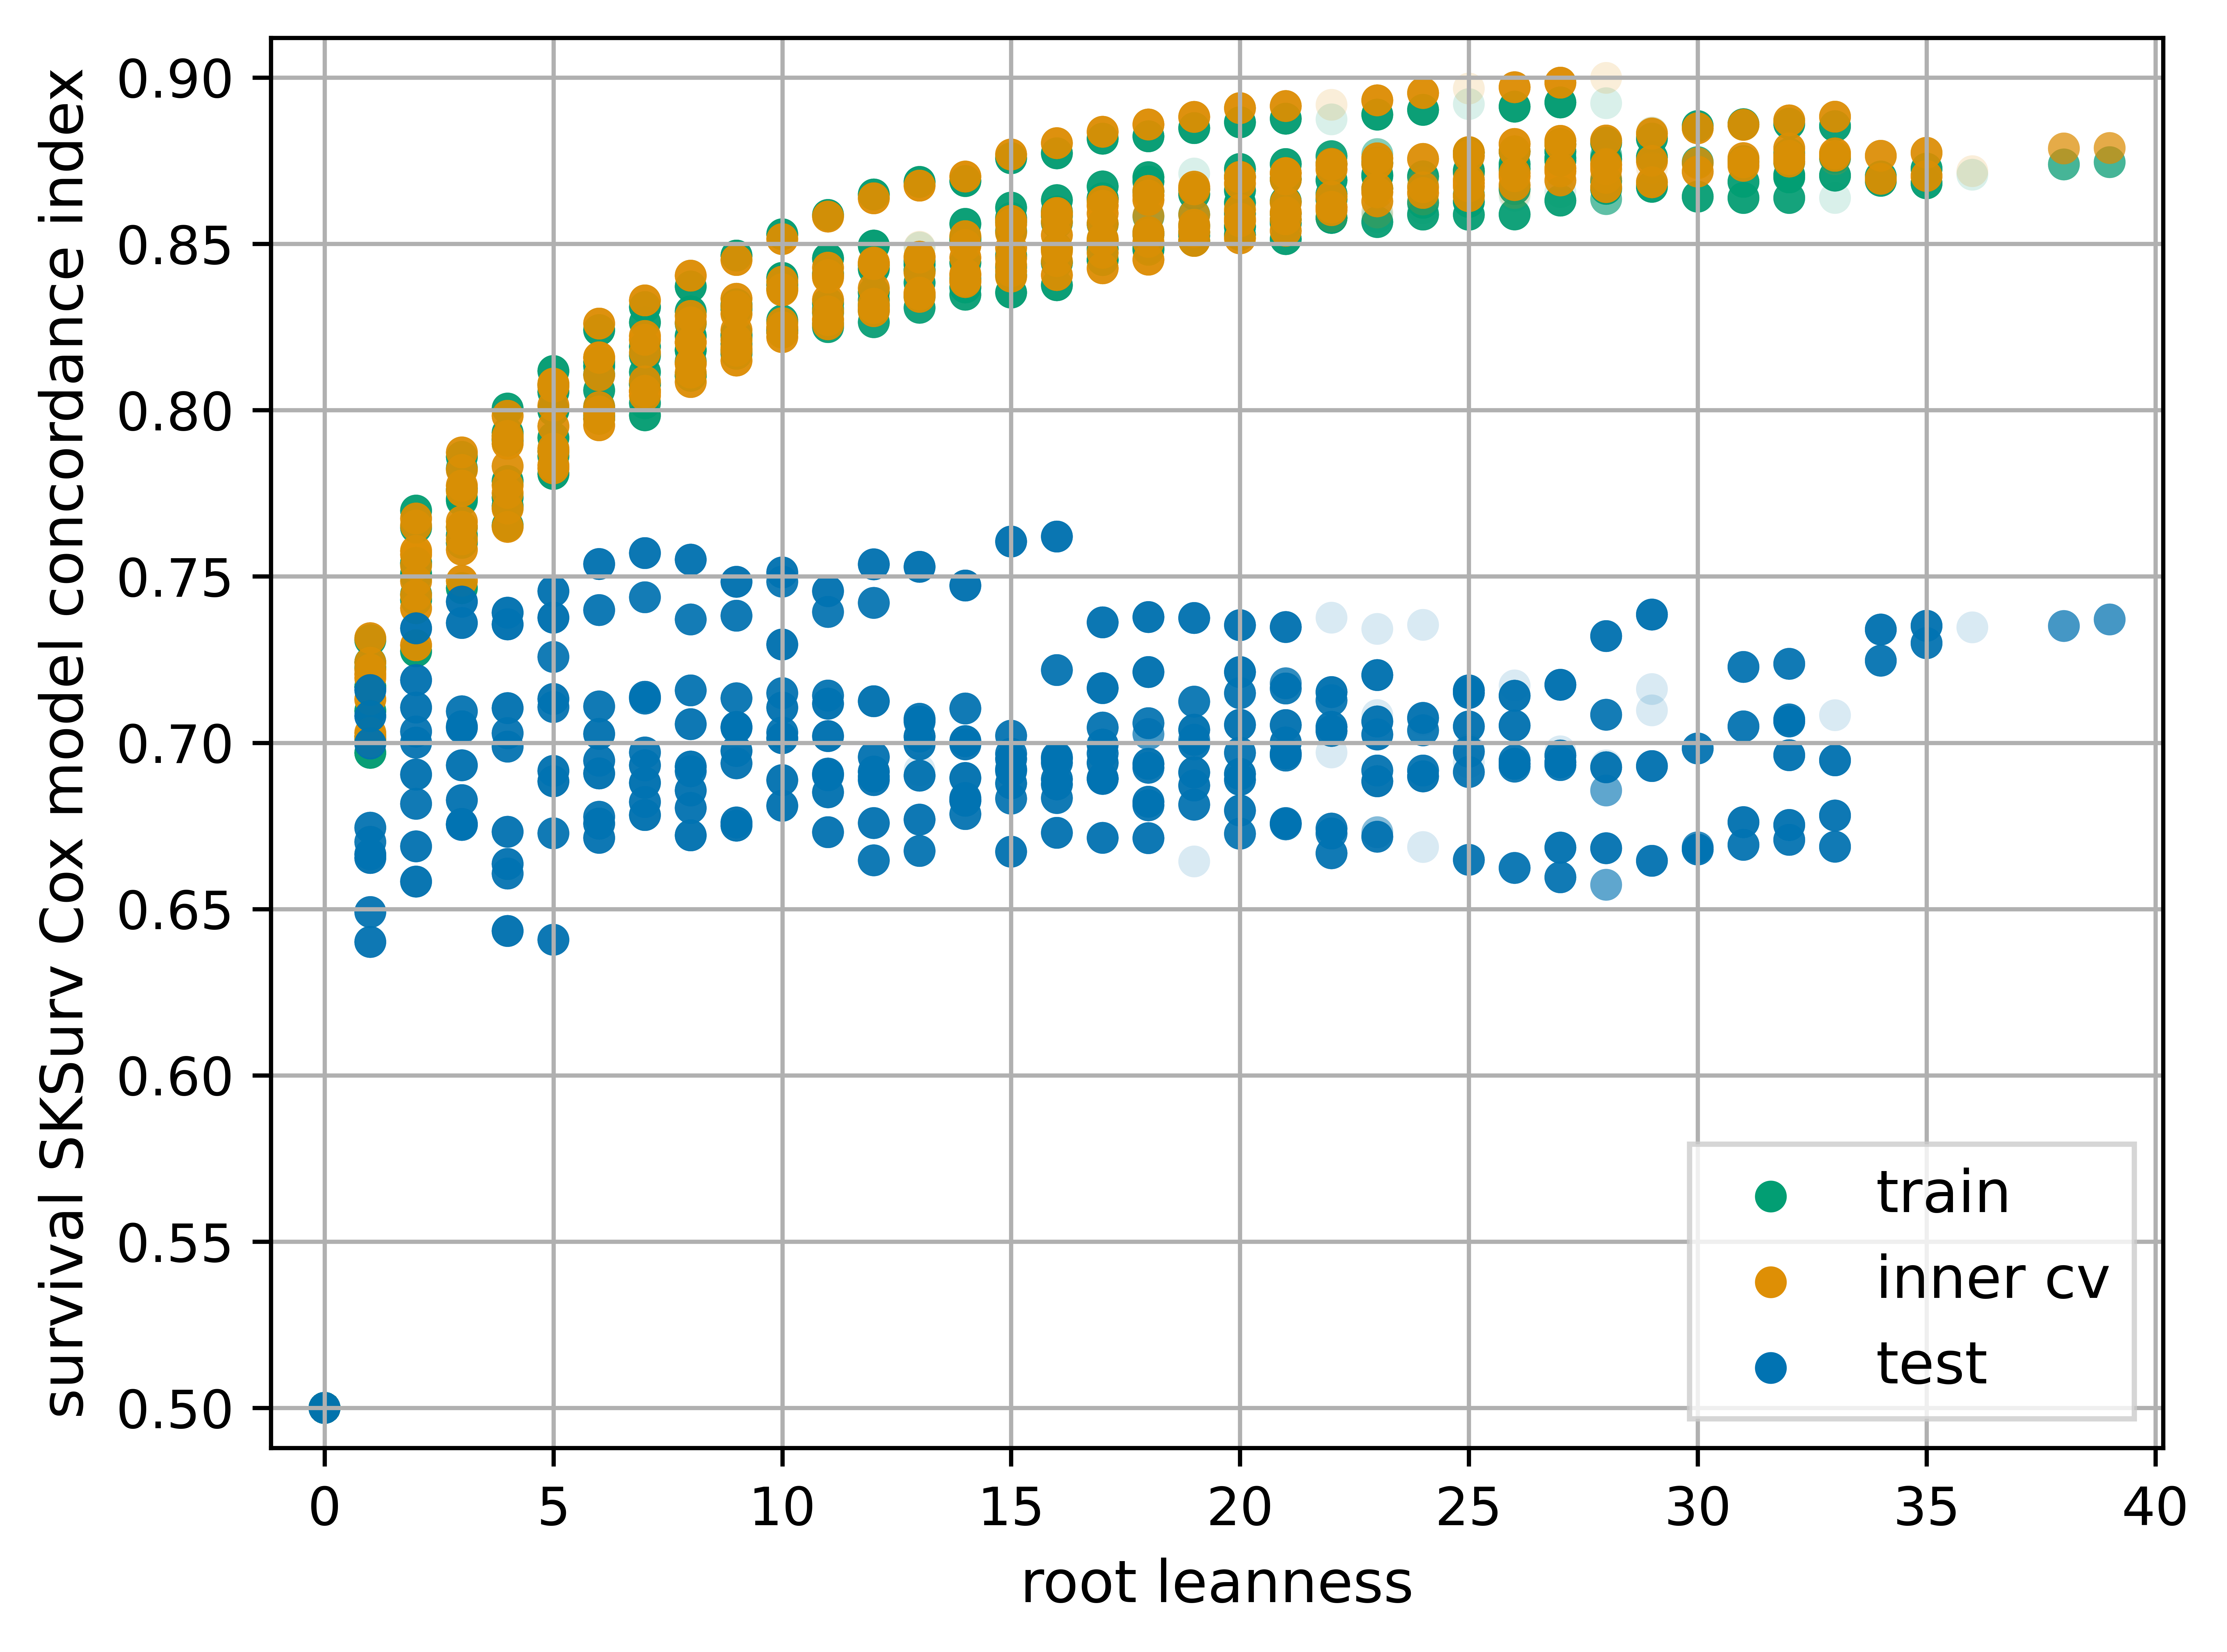 survival SKSurv Cox model concordance index
0.90
0.85
0.80
0.75
0.70
0.65
0.60
0.55
0.50
0 5 10 15 20 25 30 35 40
root leanness
train
inner cv
test